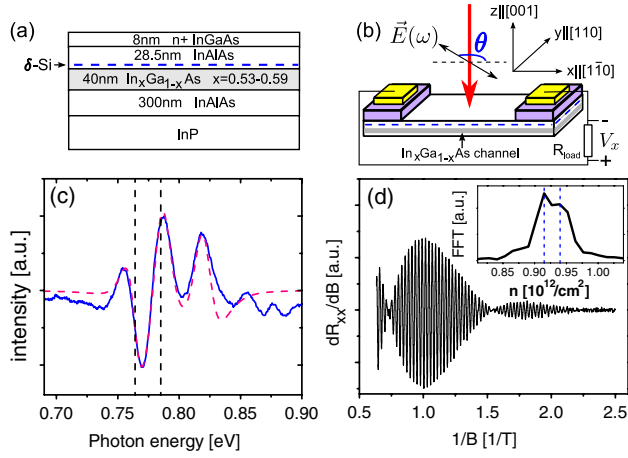 (a)
8nm n+ InGaAs
28.5nm InAlAs
δ-Si
40nm InₓGa₁₋ₓAs x=0.53-0.59
300nm InAlAs
InP
(b)
E⃗(ω)
θ
z||[001]
y||[110]
x||[11̄0]
InₓGa₁₋ₓAs channel
R_load
-
Vₓ
+
(c)
intensity [a.u.]
0.70 0.75 0.80 0.85 0.90
Photon energy [eV]
(d)
dRₓₓ/dB [a.u.]
FFT [a.u.]
0.85 0.90 0.95 1.00
n [10¹²/cm²]
0.5 1.0 1.5 2.0 2.5
1/B [1/T]